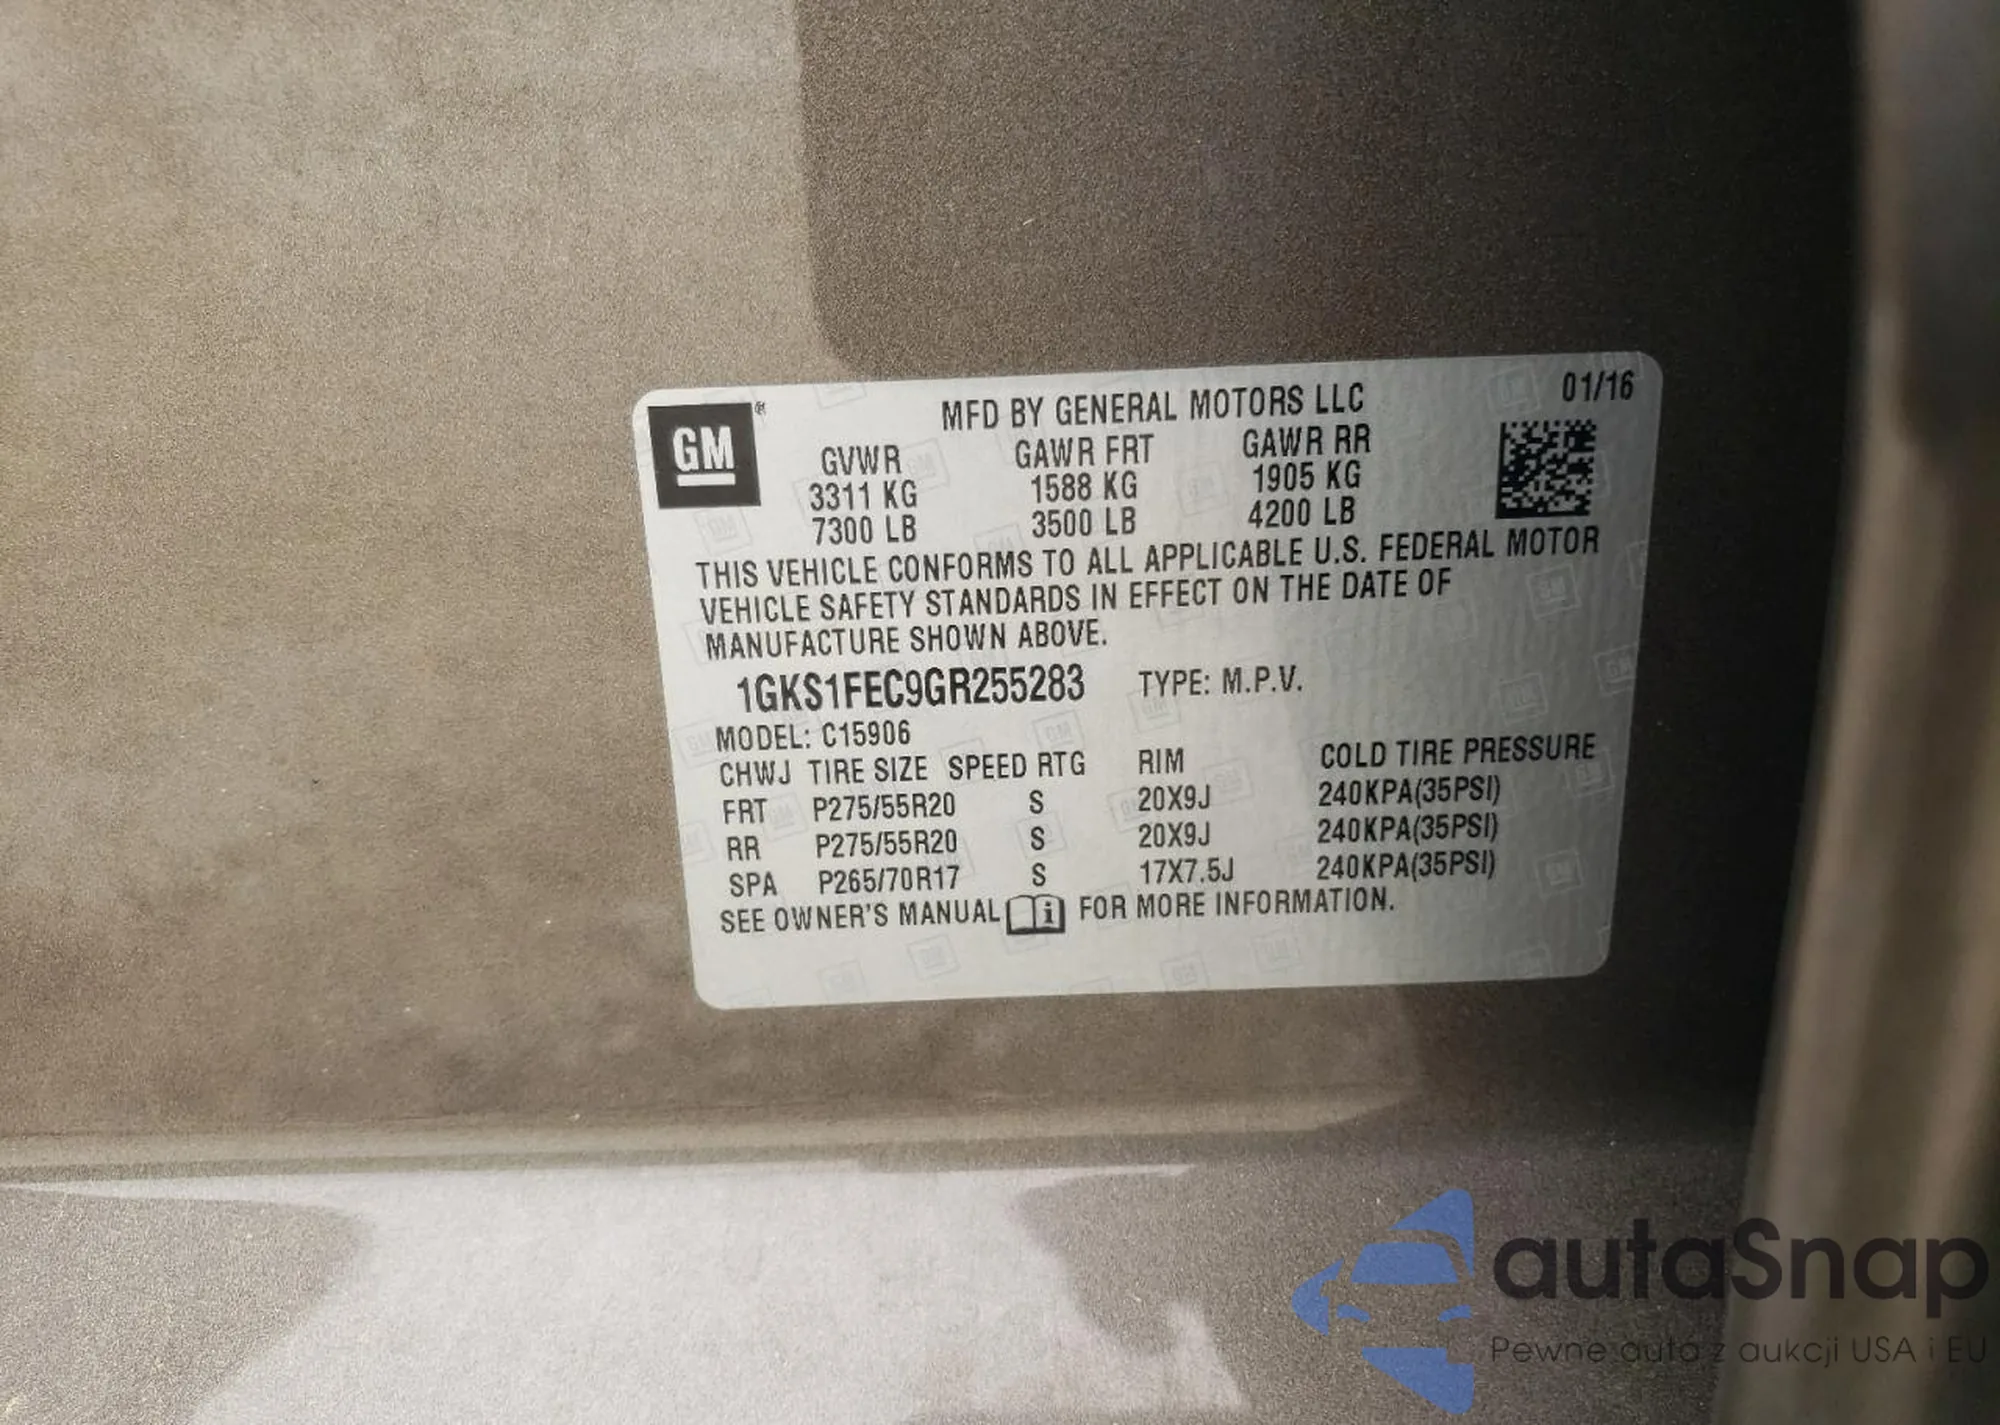 MFD BY GENERAL MOTORS LLC 01/16
GM®
GVWR GAWR FRT GAWR RR
3311 KG 1588 KG 1905 KG
7300 LB 3500 LB 4200 LB
THIS VEHICLE CONFORMS TO ALL APPLICABLE U.S. FEDERAL MOTOR
VEHICLE SAFETY STANDARDS IN EFFECT ON THE DATE OF
MANUFACTURE SHOWN ABOVE.
1GKS1FEC9GR255283 TYPE: M.P.V.
MODEL: C15906
CHWJ TIRE SIZE SPEED RTG RIM COLD TIRE PRESSURE
FRT P275/55R20 S 20X9J 240KPA(35PSI)
RR P275/55R20 S 20X9J 240KPA(35PSI)
SPA P265/70R17 S 17X7.5J 240KPA(35PSI)
SEE OWNER'S MANUAL i FOR MORE INFORMATION.
autaSnap
Pewne auta z aukcji USA i EU